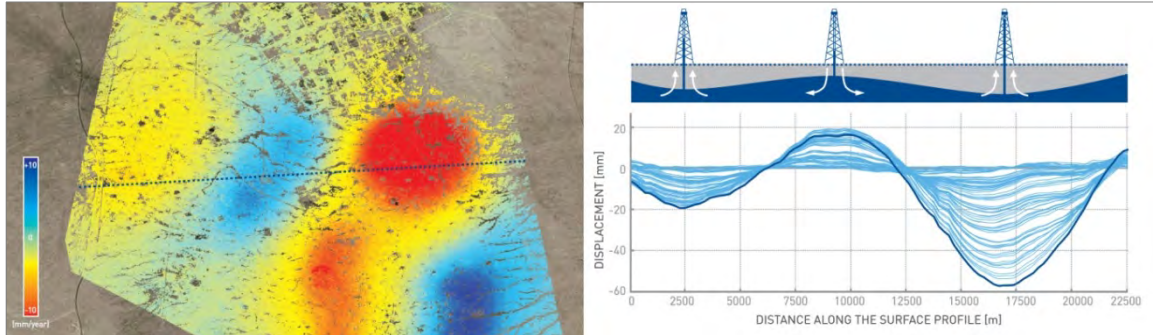 +10
0
-10
[mm/year]
DISPLACEMENT [mm]
20
0
-20
-40
-60
0 2500 5000 7500 10000 12500 15000 17500 20000 22500
DISTANCE ALONG THE SURFACE PROFILE [m]